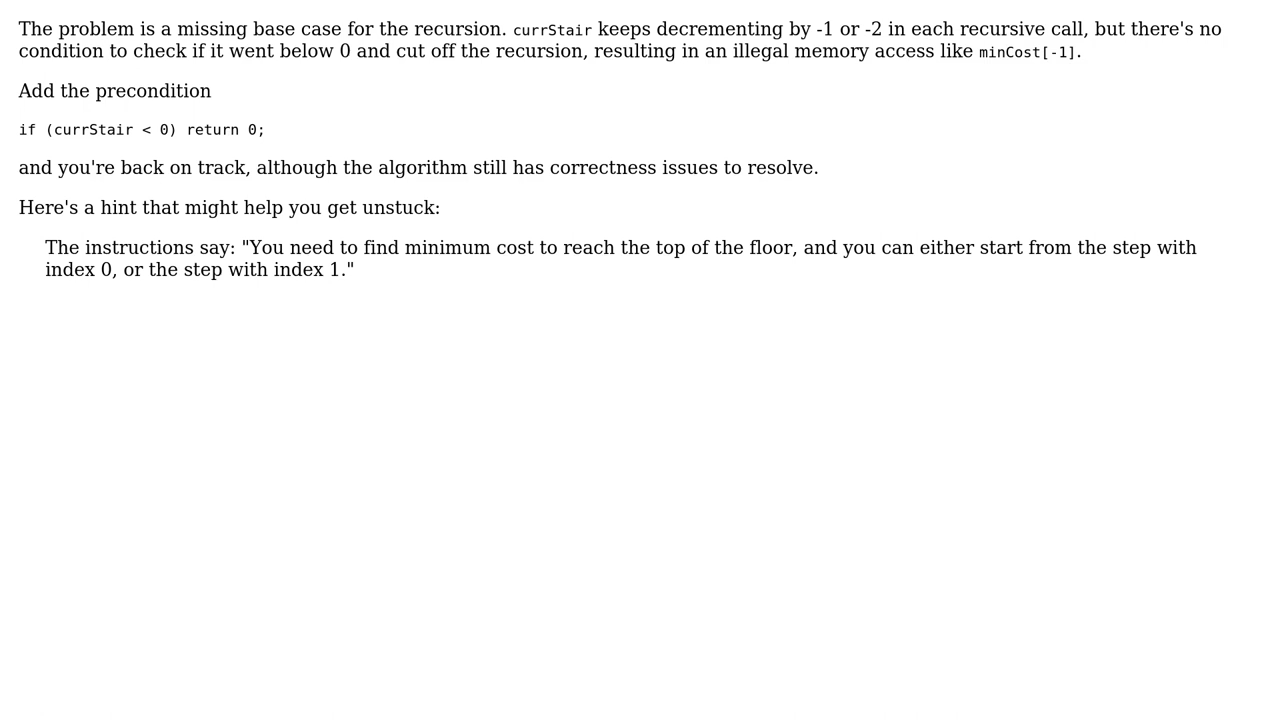 The problem is a missing base case for the recursion. currStair keeps decrementing by -1 or -2 in each recursive call, but there's no
condition to check if it went below 0 and cut off the recursion, resulting in an illegal memory access like minCost[-1].
Add the precondition
if (currStair < 0) return 0;
and you're back on track, although the algorithm still has correctness issues to resolve.
Here's a hint that might help you get unstuck:
The instructions say: "You need to find minimum cost to reach the top of the floor, and you can either start from the step with
index 0, or the step with index 1."